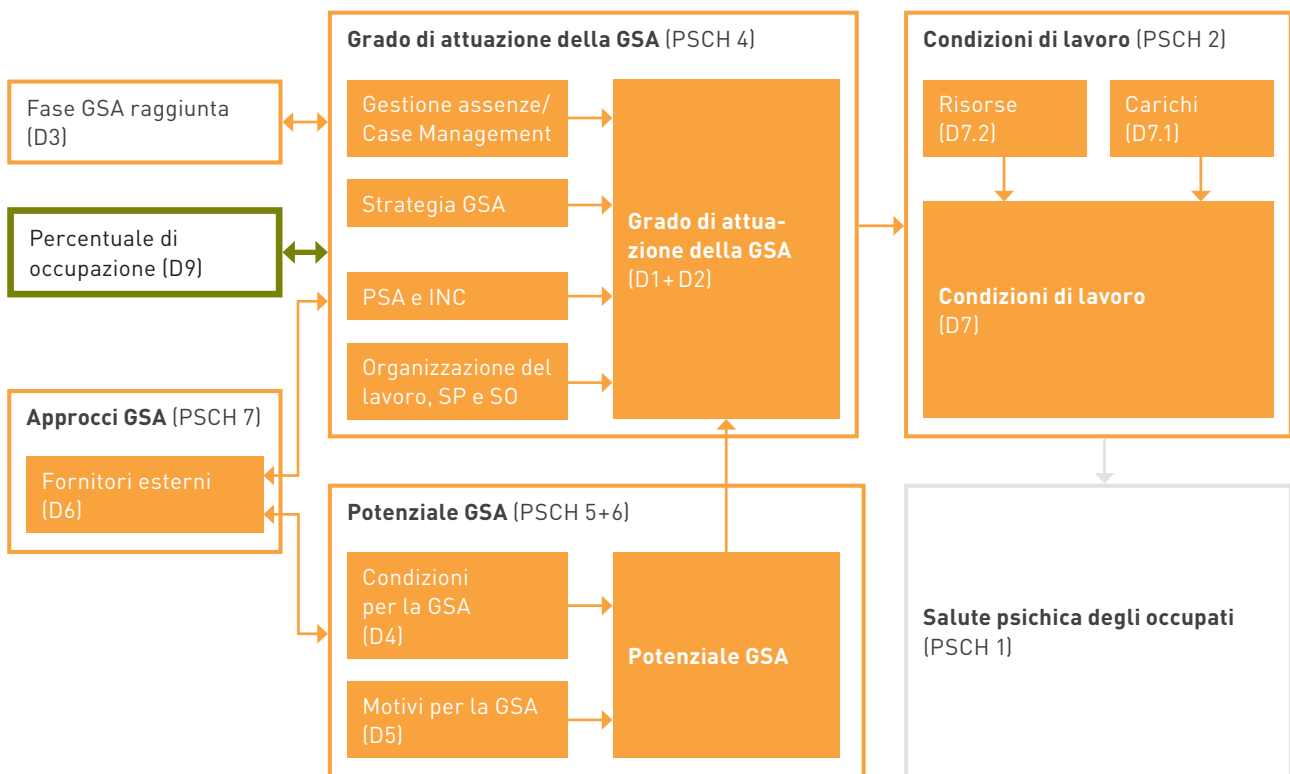 Grado di attuazione della GSA (PSCH 4)
Condizioni di lavoro (PSCH 2)
Fase GSA raggiunta
(D3)
Gestione assenze/
Case Management
Risorse
(D7.2)
Carichi
(D7.1)
Strategia GSA
Percentuale di
occupazione (D9)
Grado di attua-
zione della GSA
(D1+D2)
PSA e INC
Condizioni di lavoro
(D7)
Organizzazione del
lavoro, SP e SO
Approcci GSA (PSCH 7)
Fornitori esterni
(D6)
Potenziale GSA (PSCH 5+6)
Condizioni
per la GSA
(D4)
Potenziale GSA
Motivi per la GSA
(D5)
Salute psichica degli occupati
(PSCH 1)